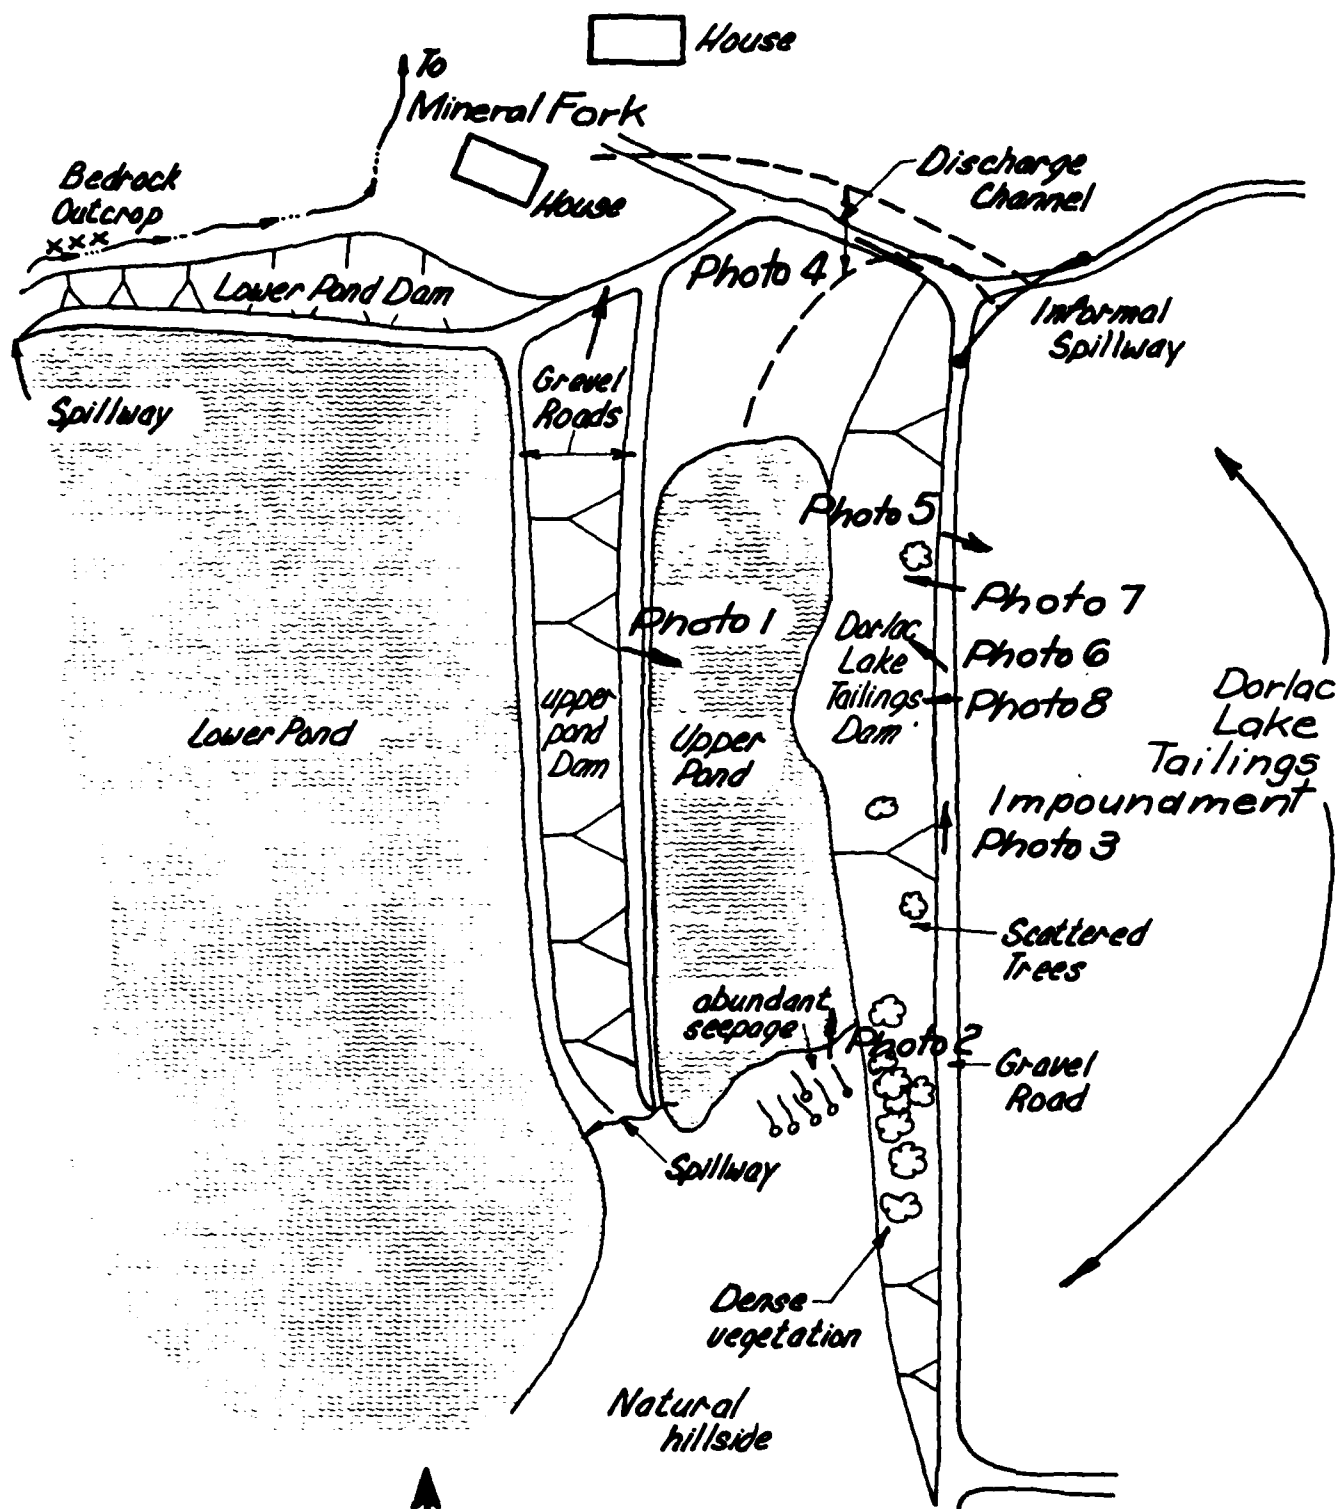 House
To
Mineral Fork
Bedrock
Outcrop
xxx
House
Discharge
Channel
Photo 4
Lower Pond Dam
Informal
Spillway
Spillway
Gravel
Roads
Photo 5
Photo 7
Photo 1
Dorlac
Lake
Tailings
Dam
Photo 6
Photo 8
Dorlac
Lake
Tailings
Impoundment
Lower Pond
upper
pond
Dam
Upper
Pond
Photo 3
Scattered
Trees
abundant
seepage
Photo 2
Gravel
Road
Spillway
Dense
vegetation
Natural
hillside